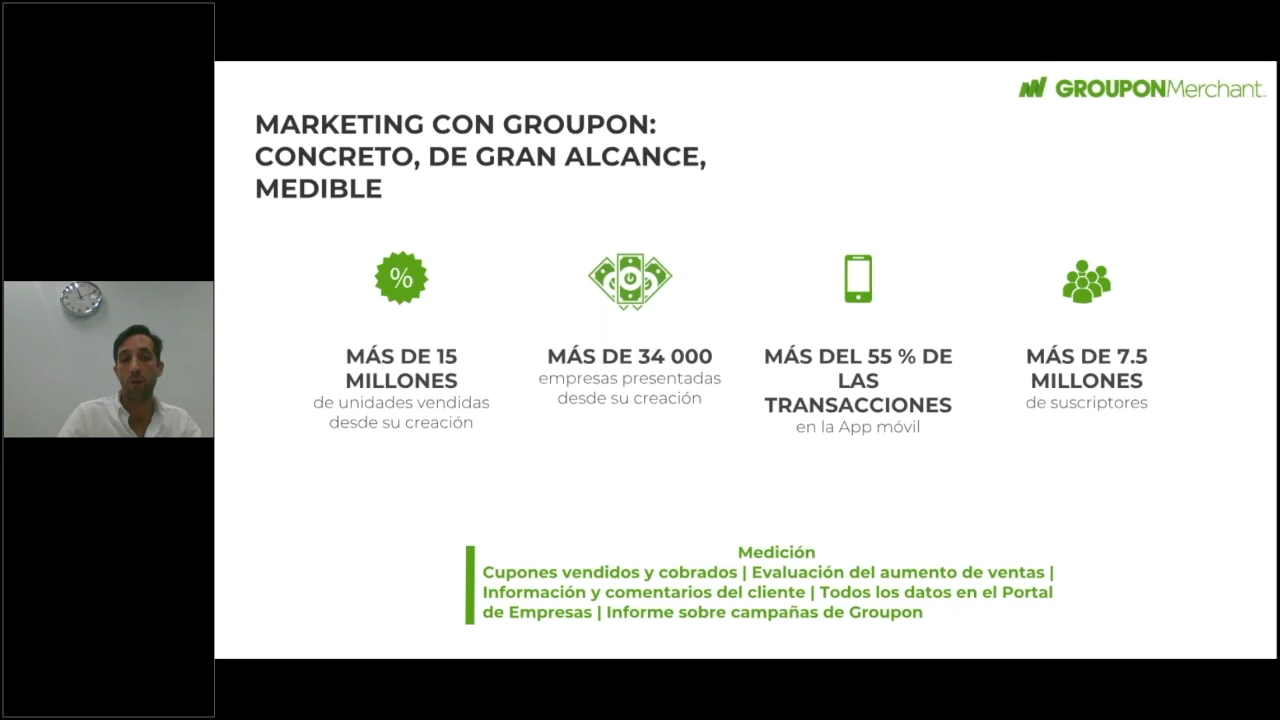 GROUPONMerchant
MARKETING CON GROUPON:
CONCRETO, DE GRAN ALCANCE,
MEDIBLE
%
MÁS DE 15
MILLONES
de unidades vendidas
desde su creación
MÁS DE 34 000
empresas presentadas
desde su creación
MÁS DEL 55 % DE
LAS
TRANSACCIONES
en la App móvil
MÁS DE 7.5
MILLONES
de suscriptores
Medición
Cupones vendidos y cobrados | Evaluación del aumento de ventas |
Información y comentarios del cliente | Todos los datos en el Portal
de Empresas | Informe sobre campañas de Groupon